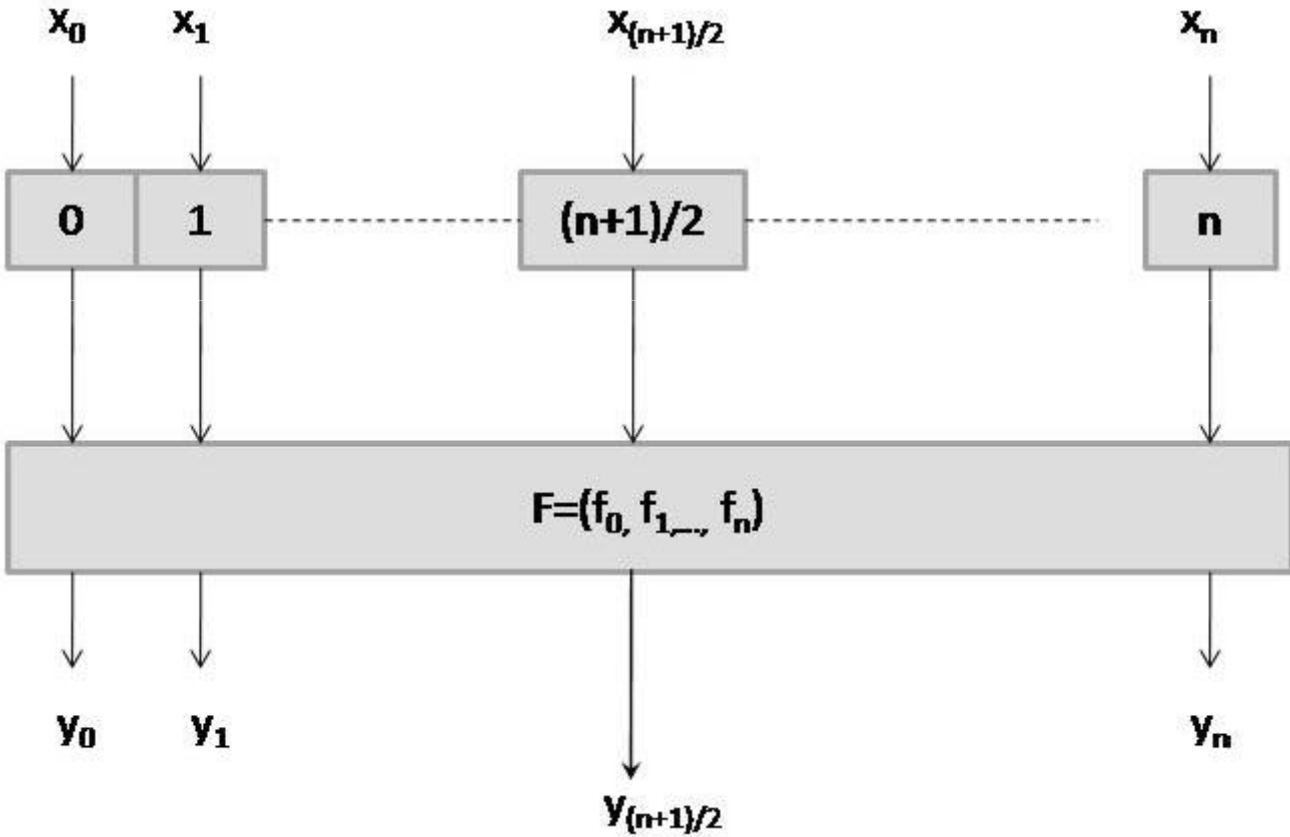 x₀ x₁ x₍ₙ₊₁₎/₂ xₙ
0 1 (n+1)/2 n
F=(f₀, f₁,..., fₙ)
y₀ y₁ yₙ
y₍ₙ₊₁₎/₂